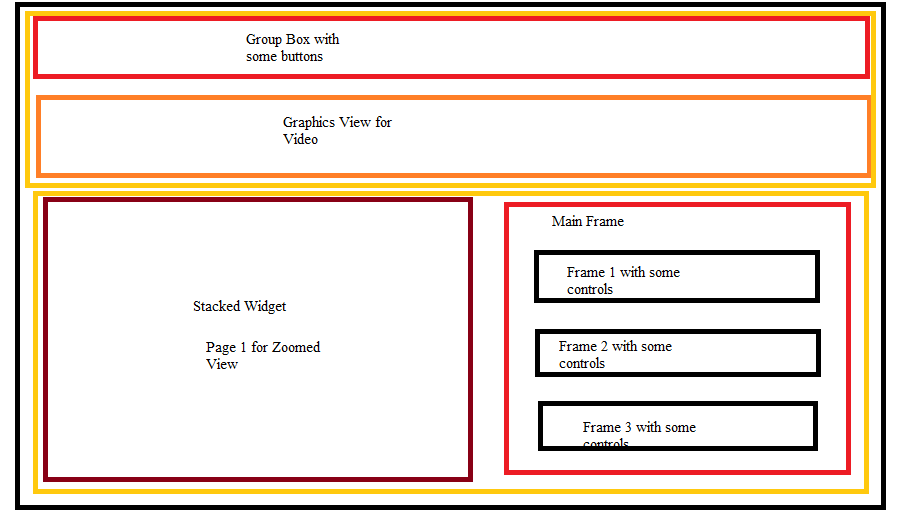 Group Box with
some buttons
Graphics View for
Video
Main Frame
Frame 1 with some
controls
Stacked Widget
Page 1 for Zoomed
View
Frame 2 with some
controls
Frame 3 with some
controls